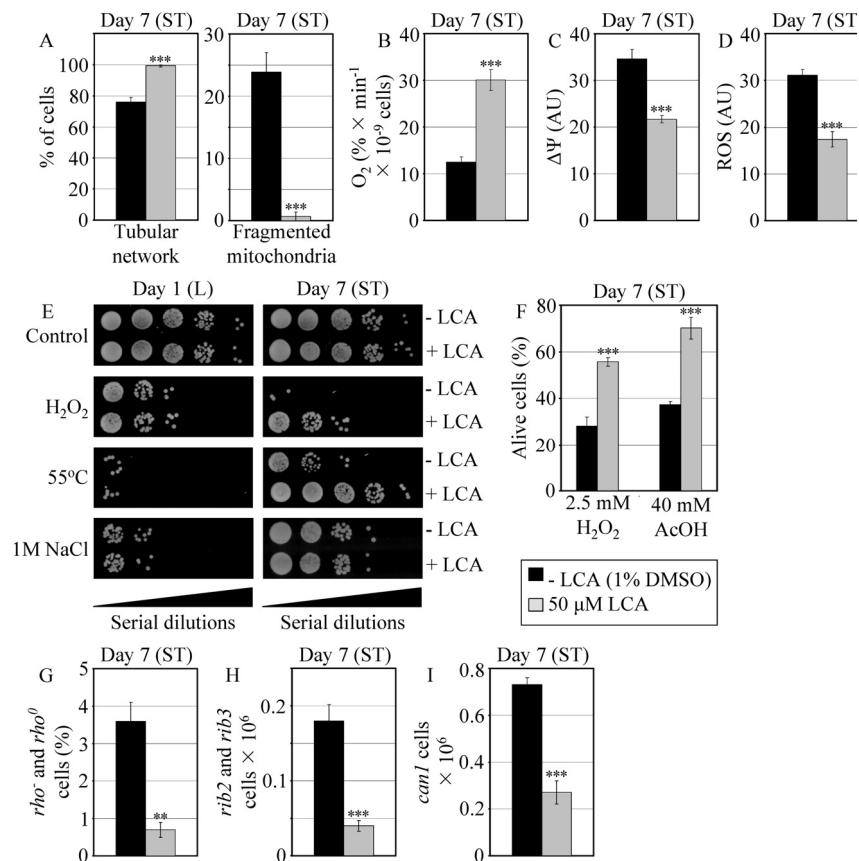 A
Day 7 (ST)
Day 7 (ST)
% of cells
100
80
60
40
20
0
***
Tubular
network
25
20
15
10
5
0
***
Fragmented
mitochondria
B
Day 7 (ST)
O₂ (% × min⁻¹
× 10⁻⁹ cells)
40
30
20
10
0
***
C
Day 7 (ST)
ΔΨ (AU)
40
30
20
10
0
***
D
Day 7 (ST)
ROS (AU)
40
30
20
10
0
***
E
Day 1 (L)
Day 7 (ST)
Control
- LCA
+ LCA
H₂O₂
- LCA
+ LCA
55⁰C
- LCA
+ LCA
1M NaCl
- LCA
+ LCA
Serial dilutions
Serial dilutions
F
Day 7 (ST)
Alive cells (%)
80
60
40
20
0
***
***
2.5 mM
H₂O₂
40 mM
AcOH
- LCA (1% DMSO)
50 µM LCA
G
Day 7 (ST)
rho⁻ and rho⁰
cells (%)
5
4
3
2
1
0
**
H
Day 7 (ST)
rib2 and rib3
cells × 10⁶
0.2
0.1
0
***
I
Day 7 (ST)
can1 cells
× 10⁶
0.8
0.4
0
***